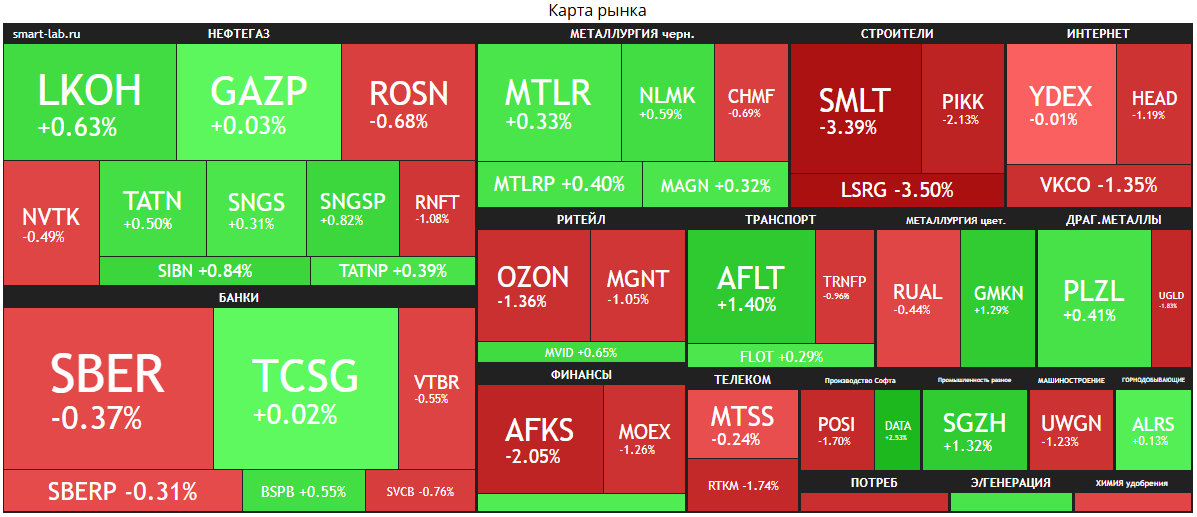 Карта рынка
smart-lab.ru
НЕФТЕГАЗ
LKOH
+0.63%
GAZP
+0.03%
ROSN
-0.68%
NVTK
-0.49%
TATN
+0.50%
SNGS
+0.31%
SNGSP
+0.82%
RNFT
-1.08%
SIBN +0.84%
TATNP +0.39%
БАНКИ
SBER
-0.37%
TCSG
+0.02%
VTBR
-0.55%
SBERP -0.31%
BSPB +0.55%
SVCB -0.76%
МЕТАЛЛУРГИЯ черн.
MTLR
+0.33%
NLMK
+0.59%
CHMF
-0.69%
MTLRP +0.40%
MAGN +0.32%
СТРОИТЕЛИ
SMLT
-3.39%
PIKK
-2.13%
LSRG -3.50%
ИНТЕРНЕТ
YDEX
-0.01%
HEAD
-1.19%
VKCO -1.35%
РИТЕЙЛ
OZON
-1.36%
MGNT
-1.05%
MVID +0.65%
ТРАНСПОРТ
AFLT
+1.40%
TRNFP
-0.96%
FLOT +0.29%
МЕТАЛЛУРГИЯ цвет.
RUAL
-0.44%
GMKN
+1.29%
ДРАГ.МЕТАЛЛЫ
PLZL
+0.41%
UGLD
-1.83%
ФИНАНСЫ
AFKS
-2.05%
MOEX
-1.26%
ТЕЛЕКОМ
MTSS
-0.24%
RTKM -1.74%
Производство Софта
POSI
-1.70%
DATA
+2.53%
Промышленность разное
SGZH
+1.32%
МАШИНОСТРОЕНИЕ
UWGN
-1.23%
ГОРНОДОБЫВАЮЩИЕ
ALRS
+0.13%
ПОТРЕБ
Э/ГЕНЕРАЦИЯ
ХИМИЯ удобрения